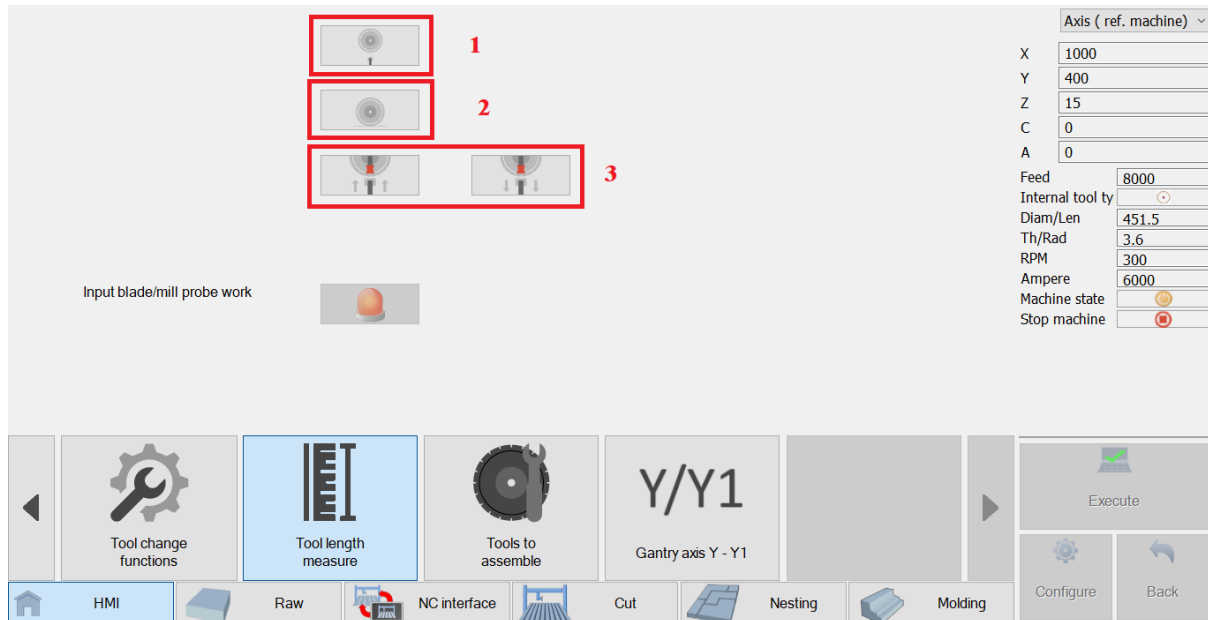 Axis ( ref. machine)
1
X 1000
Y 400
2
Z 15
C 0
A 0
3
Feed 8000
Internal tool ty
Diam/Len 451.5
Th/Rad 3.6
RPM 300
Input blade/mill probe work
Ampere 6000
Machine state
Stop machine
Y/Y1
Execute
Tool change
functions
Tool length
measure
Tools to
assemble
Gantry axis Y - Y1
HMI
Raw
NC interface
Cut
Nesting
Molding
Configure
Back